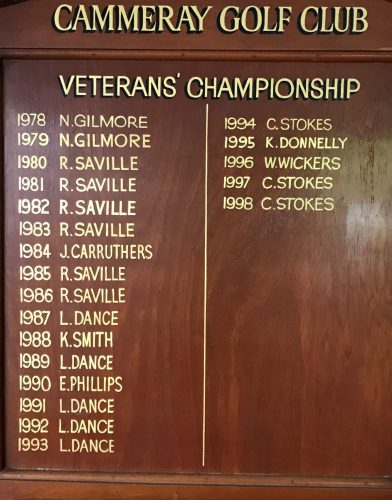 CAMMERAY GOLF CLUB
VETERANS' CHAMPIONSHIP
1978 N.GILMORE
1979 N.GILMORE
1980 R.SAVILLE
1981 R.SAVILLE
1982 R.SAVILLE
1983 R.SAVILLE
1984 J.CARRUTHERS
1985 R.SAVILLE
1986 R.SAVILLE
1987 L.DANCE
1988 K.SMITH
1989 L.DANCE
1990 E.PHILLIPS
1991 L.DANCE
1992 L.DANCE
1993 L.DANCE
1994 C.STOKES
1995 K.DONNELLY
1996 W.WICKERS
1997 C.STOKES
1998 C.STOKES